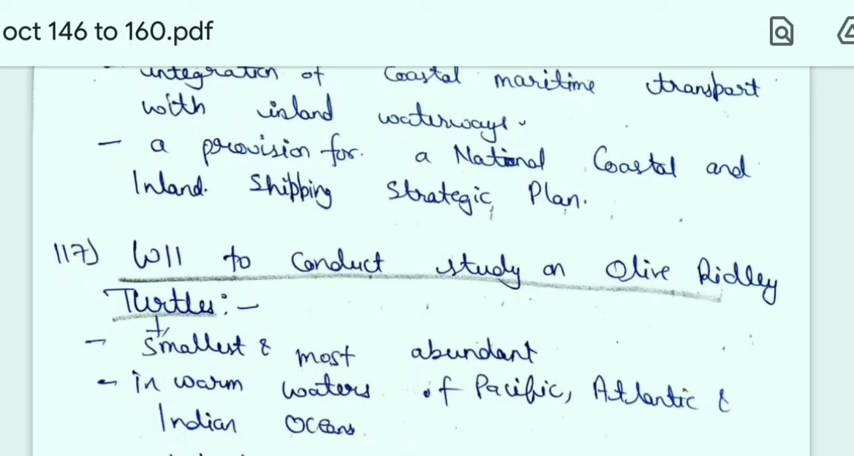 oct 146 to 160.pdf
integration of coastal maritime transport
with inland waterways.
- a provision for a National Coastal and
Inland Shipping Strategic Plan.
117) WII to conduct study on Olive Ridley
Turtles:-
- Smallest & most abundant
- in warm waters of Pacific, Atlantic &
Indian Oceans